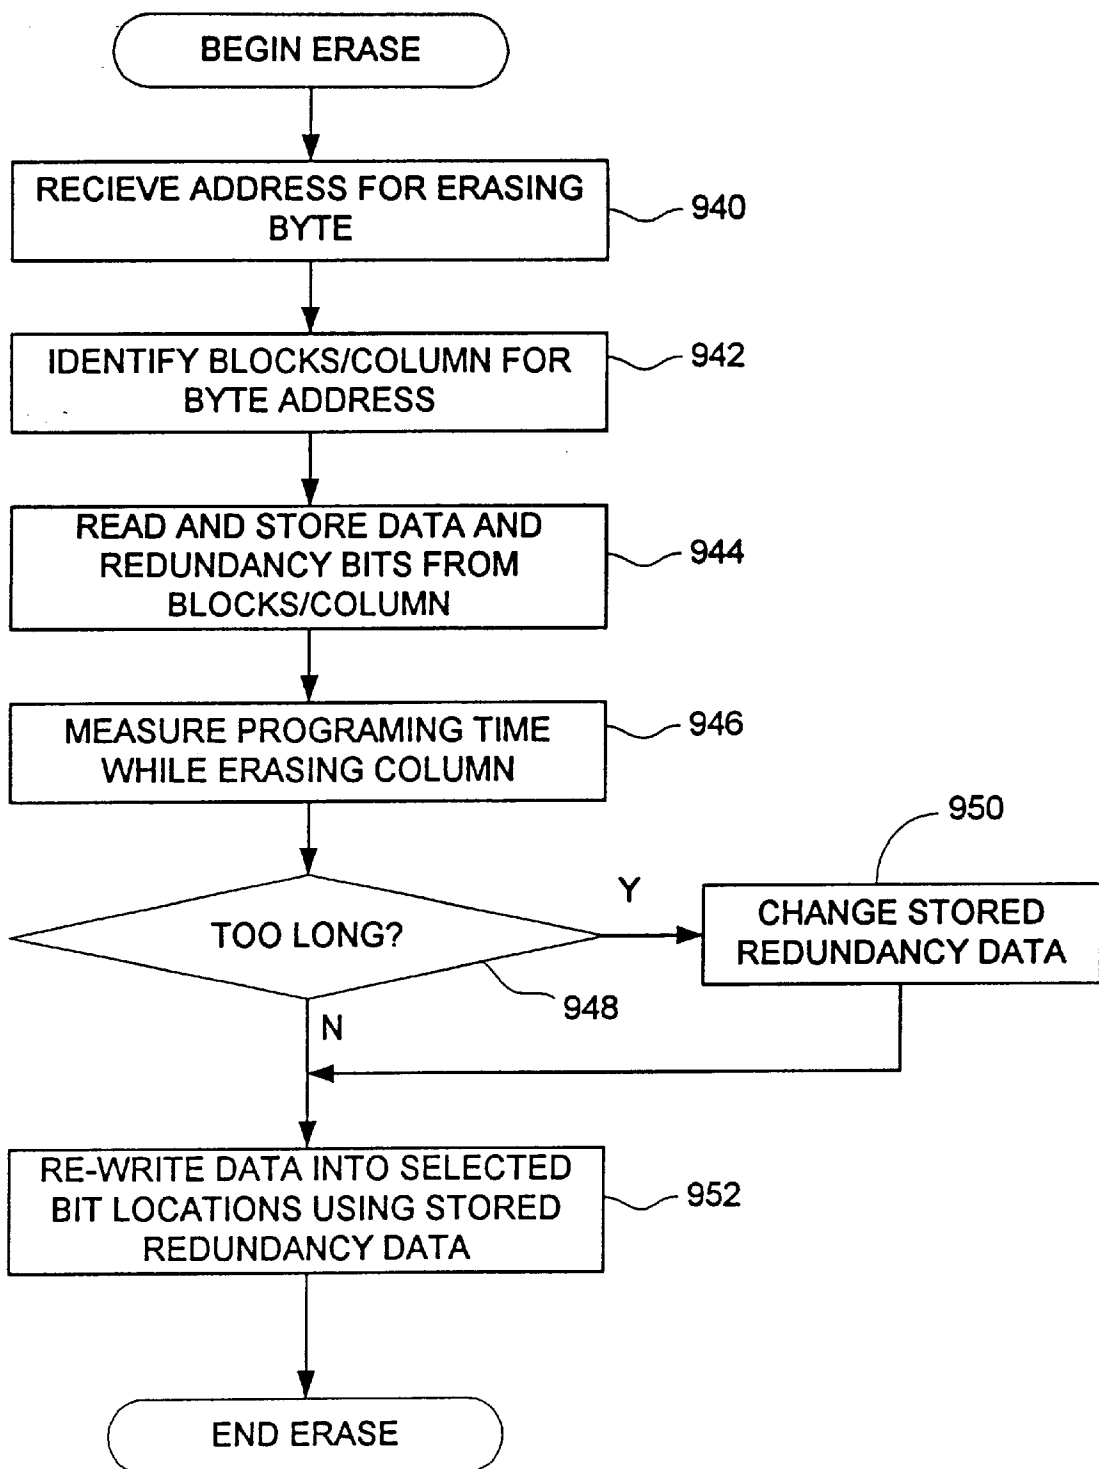 BEGIN ERASE
RECIEVE ADDRESS FOR ERASING
BYTE
940
IDENTIFY BLOCKS/COLUMN FOR
BYTE ADDRESS
942
READ AND STORE DATA AND
REDUNDANCY BITS FROM
BLOCKS/COLUMN
944
MEASURE PROGRAMING TIME
WHILE ERASING COLUMN
946
TOO LONG?
948
Y
950
CHANGE STORED
REDUNDANCY DATA
N
RE-WRITE DATA INTO SELECTED
BIT LOCATIONS USING STORED
REDUNDANCY DATA
952
END ERASE